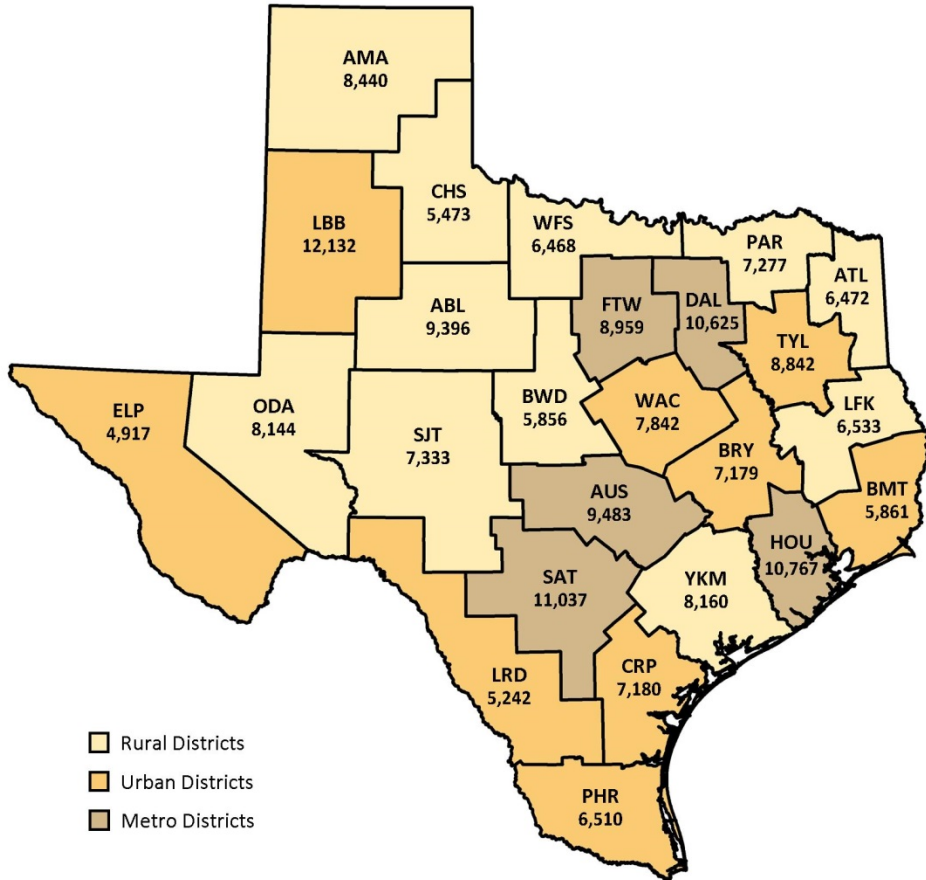 AMA
8,440
CHS
5,473
LBB
12,132
WFS
6,468
PAR
7,277
ATL
6,472
ABL
9,396
FTW
8,959
DAL
10,625
TYL
8,842
ELP
4,917
ODA
8,144
SJT
7,333
BWD
5,856
WAC
7,842
LFK
6,533
BRY
7,179
BMT
5,861
AUS
9,483
HOU
10,767
SAT
11,037
YKM
8,160
LRD
5,242
CRP
7,180
PHR
6,510
Rural Districts
Urban Districts
Metro Districts